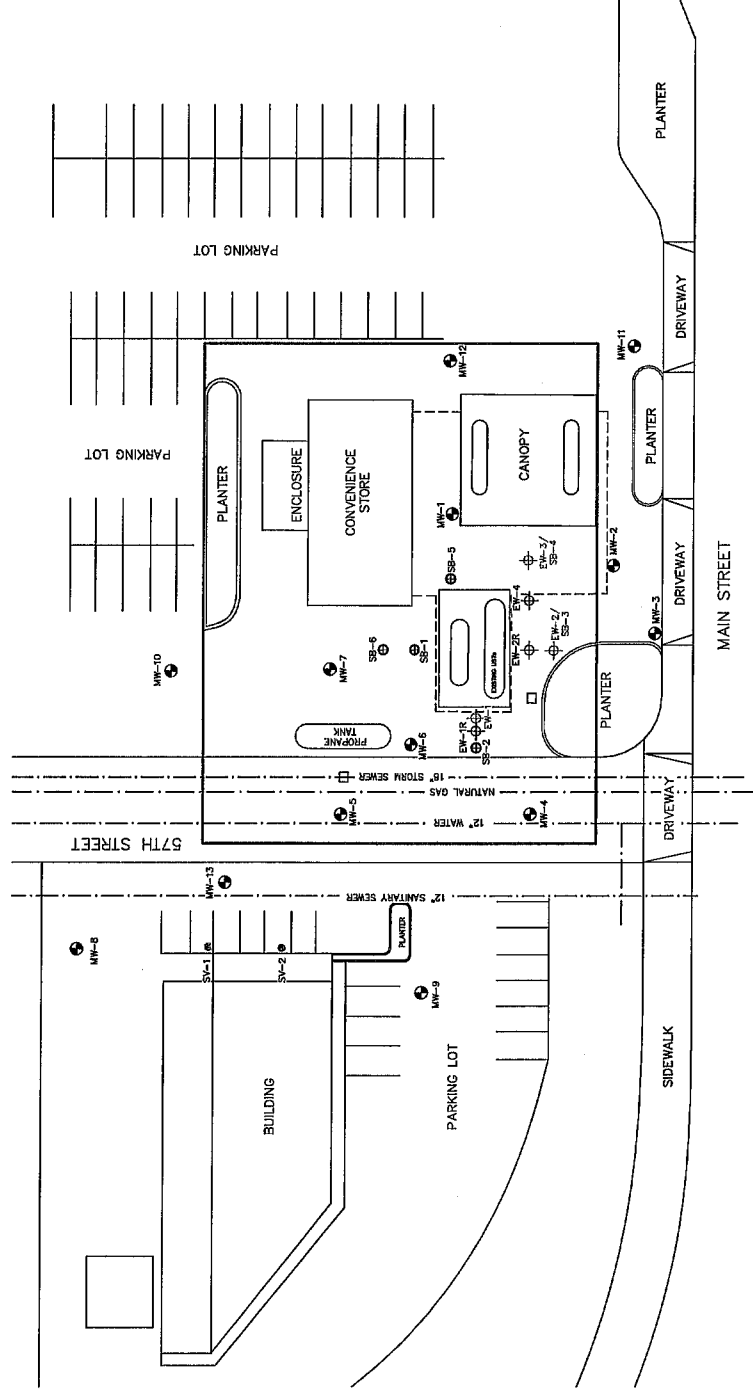 PLANTER
PARKING LOT
DRIVEWAY
MW-11
MW-12
PARKING LOT
PLANTER
ENCLOSURE
CONVENIENCE
STORE
CANOPY
PLANTER
MW-1
MW-2
EW-3/
SB-4
SB-5
EW-4
DRIVEWAY
MAIN STREET
MW-3
MW-10
MW-7
SB-6
SB-1
EXISTING USTs
EW-2R
EW-2/
SB-3
PLANTER
PROPANE
TANK
MW-6
EW-1R
EW-1
SB-2
18" STORM SEWER
NATURAL GAS
12" WATER
MW-5
MW-4
DRIVEWAY
57TH STREET
MW-13
12" SANITARY SEWER
MW-8
SV-1
SV-2
PLANTER
MW-9
BUILDING
PARKING LOT
SIDEWALK